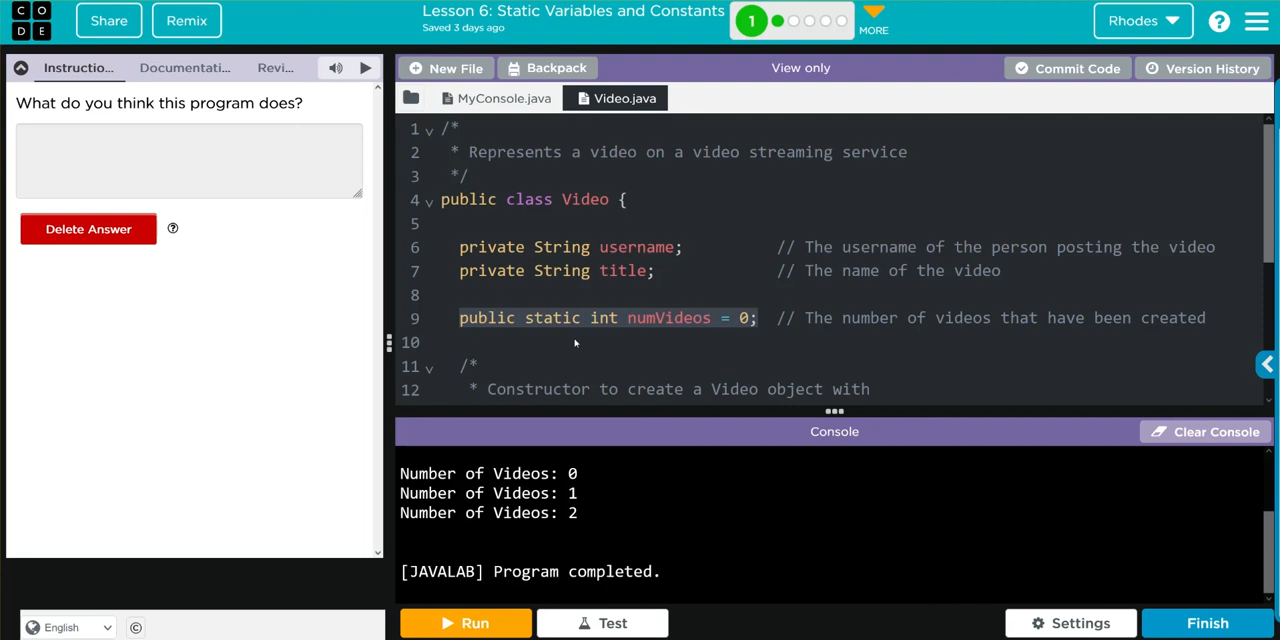 C O
D E
Share
Remix
Lesson 6: Static Variables and Constants
Saved 3 days ago
1
MORE
Rhodes
?
Instructio...
Documentati...
Revi...
What do you think this program does?
Delete Answer
?
New File
Backpack
View only
Commit Code
Version History
MyConsole.java
Video.java
1 /*
2 * Represents a video on a video streaming service
3 */
4 public class Video {
5
6 private String username; // The username of the person posting the video
7 private String title; // The name of the video
8
9 public static int numVideos = 0; // The number of videos that have been created
10
11 /*
12 * Constructor to create a Video object with
Console
Clear Console
Number of Videos: 0
Number of Videos: 1
Number of Videos: 2
[JAVALAB] Program completed.
English
©
Run
Test
Settings
Finish